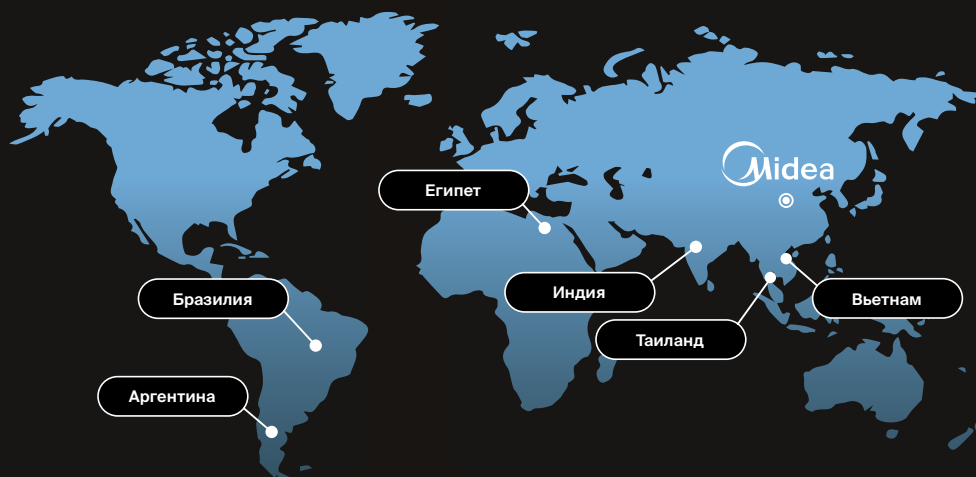 Midea
Египет
Индия
Бразилия
Вьетнам
Таиланд
Аргентина